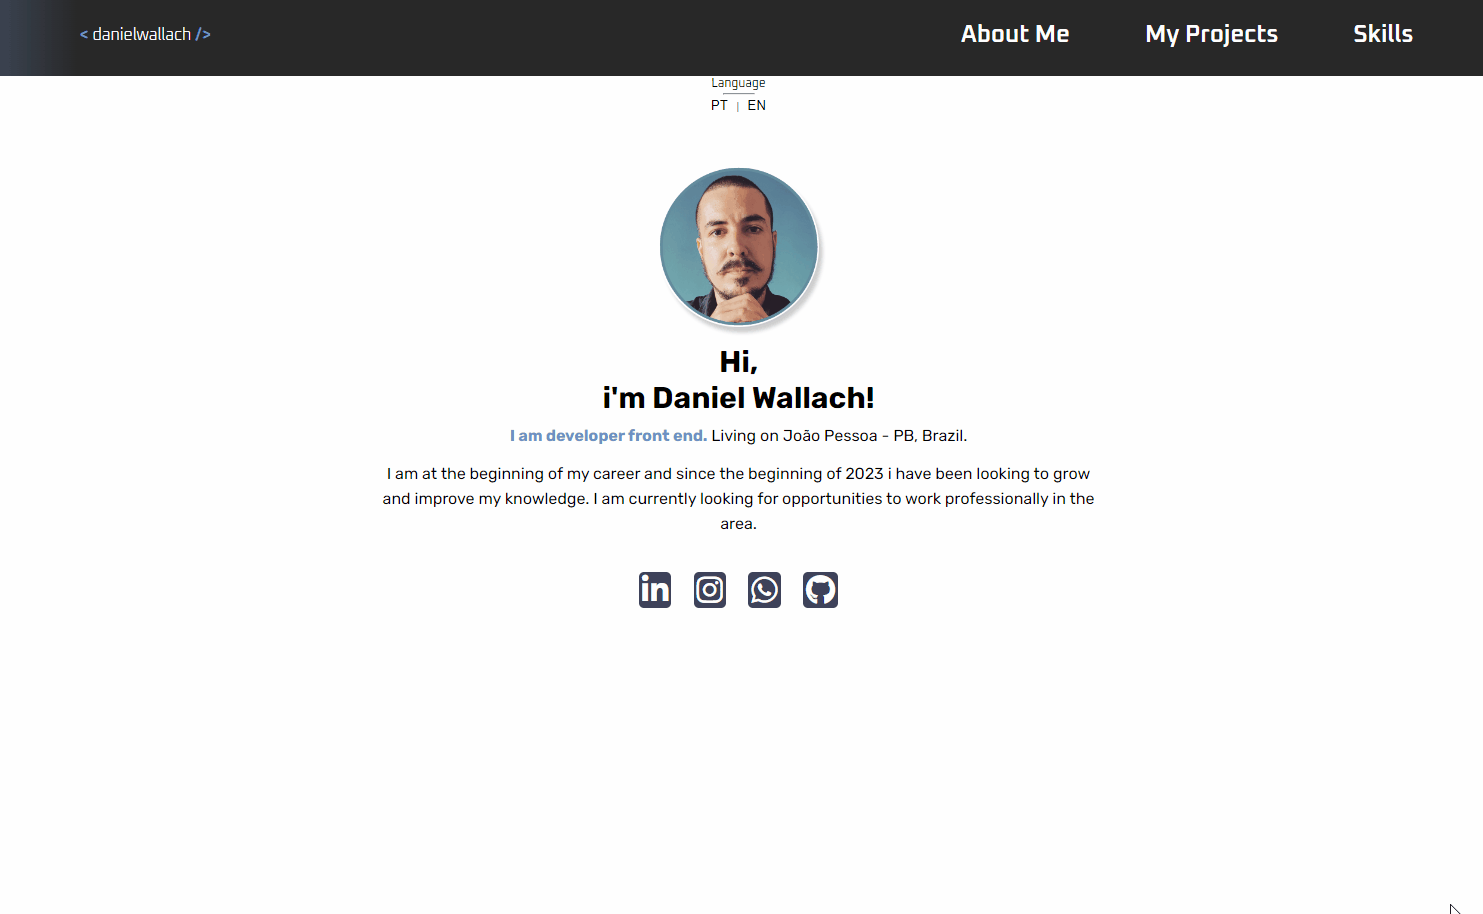 < danielwallach />
About Me
My Projects
Skills
Language
PT | EN
Hi,
i'm Daniel Wallach!
I am developer front end. Living on João Pessoa - PB, Brazil.
I am at the beginning of my career and since the beginning of 2023 i have been looking to grow
and improve my knowledge. I am currently looking for opportunities to work professionally in the
area.
in